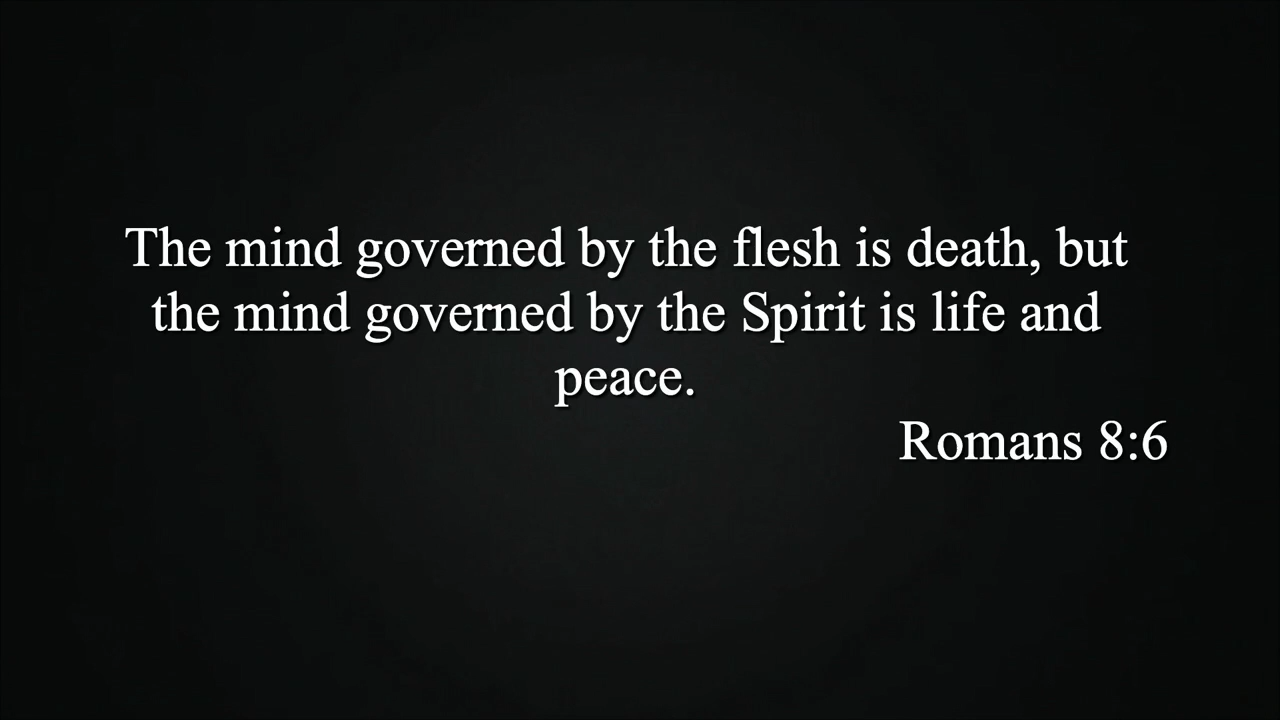 The mind governed by the flesh is death, but
the mind governed by the Spirit is life and
peace.
Romans 8:6